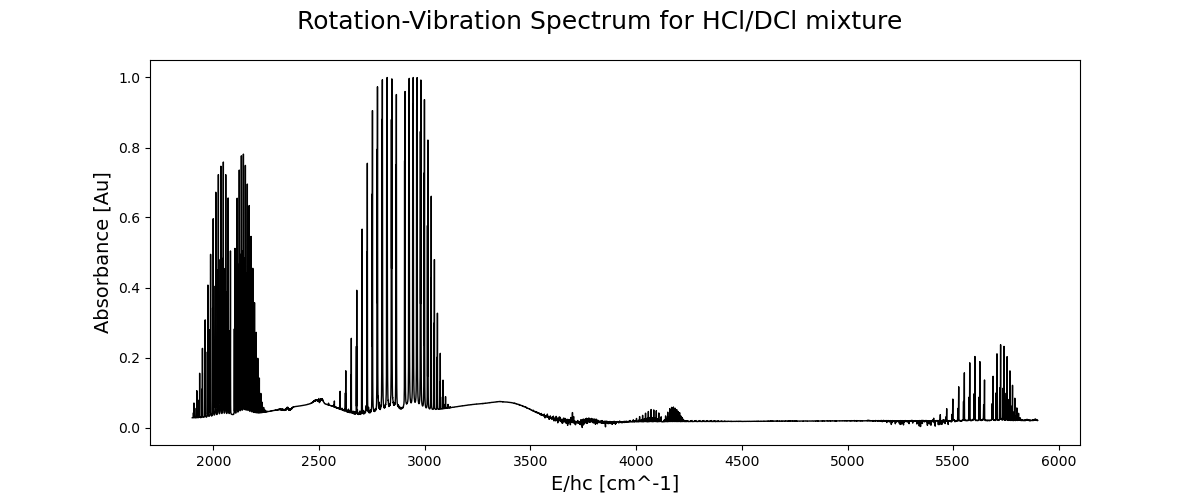 Rotation-Vibration Spectrum for HCl/DCl mixture
Absorbance [Au]
1.0
0.8
0.6
0.4
0.2
0.0
2000 2500 3000 3500 4000 4500 5000 5500 6000
E/hc [cm^-1]